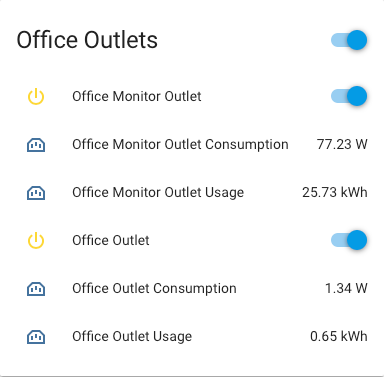 Office Outlets
Office Monitor Outlet
Office Monitor Outlet Consumption 77.23 W
Office Monitor Outlet Usage 25.73 kWh
Office Outlet
Office Outlet Consumption 1.34 W
Office Outlet Usage 0.65 kWh